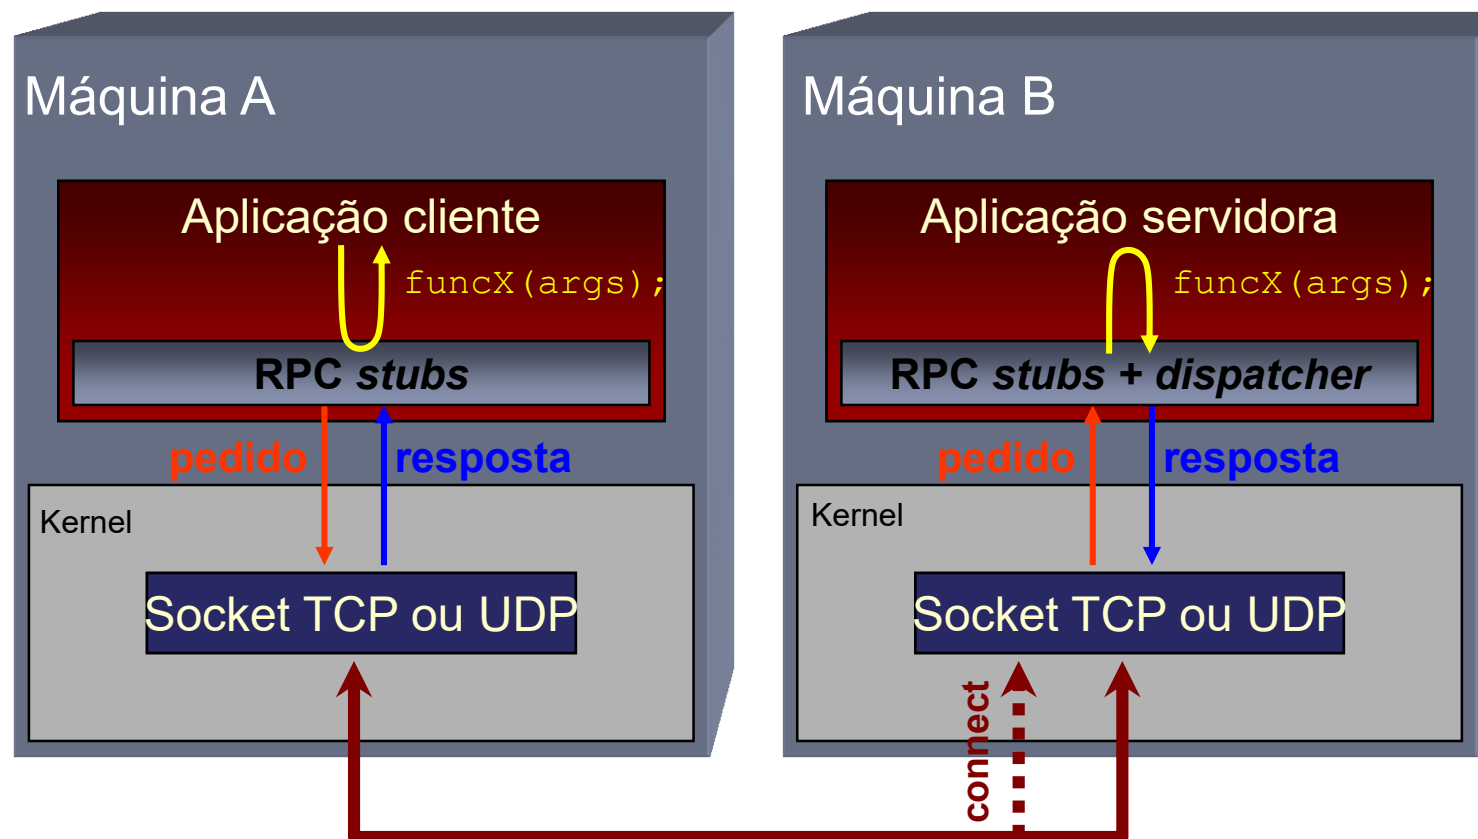 Máquina A
Aplicação cliente
funcX(args);
RPC stubs
pedido
resposta
Kernel
Socket TCP ou UDP
Máquina B
Aplicação servidora
funcX(args);
RPC stubs + dispatcher
pedido
resposta
Kernel
Socket TCP ou UDP
connect